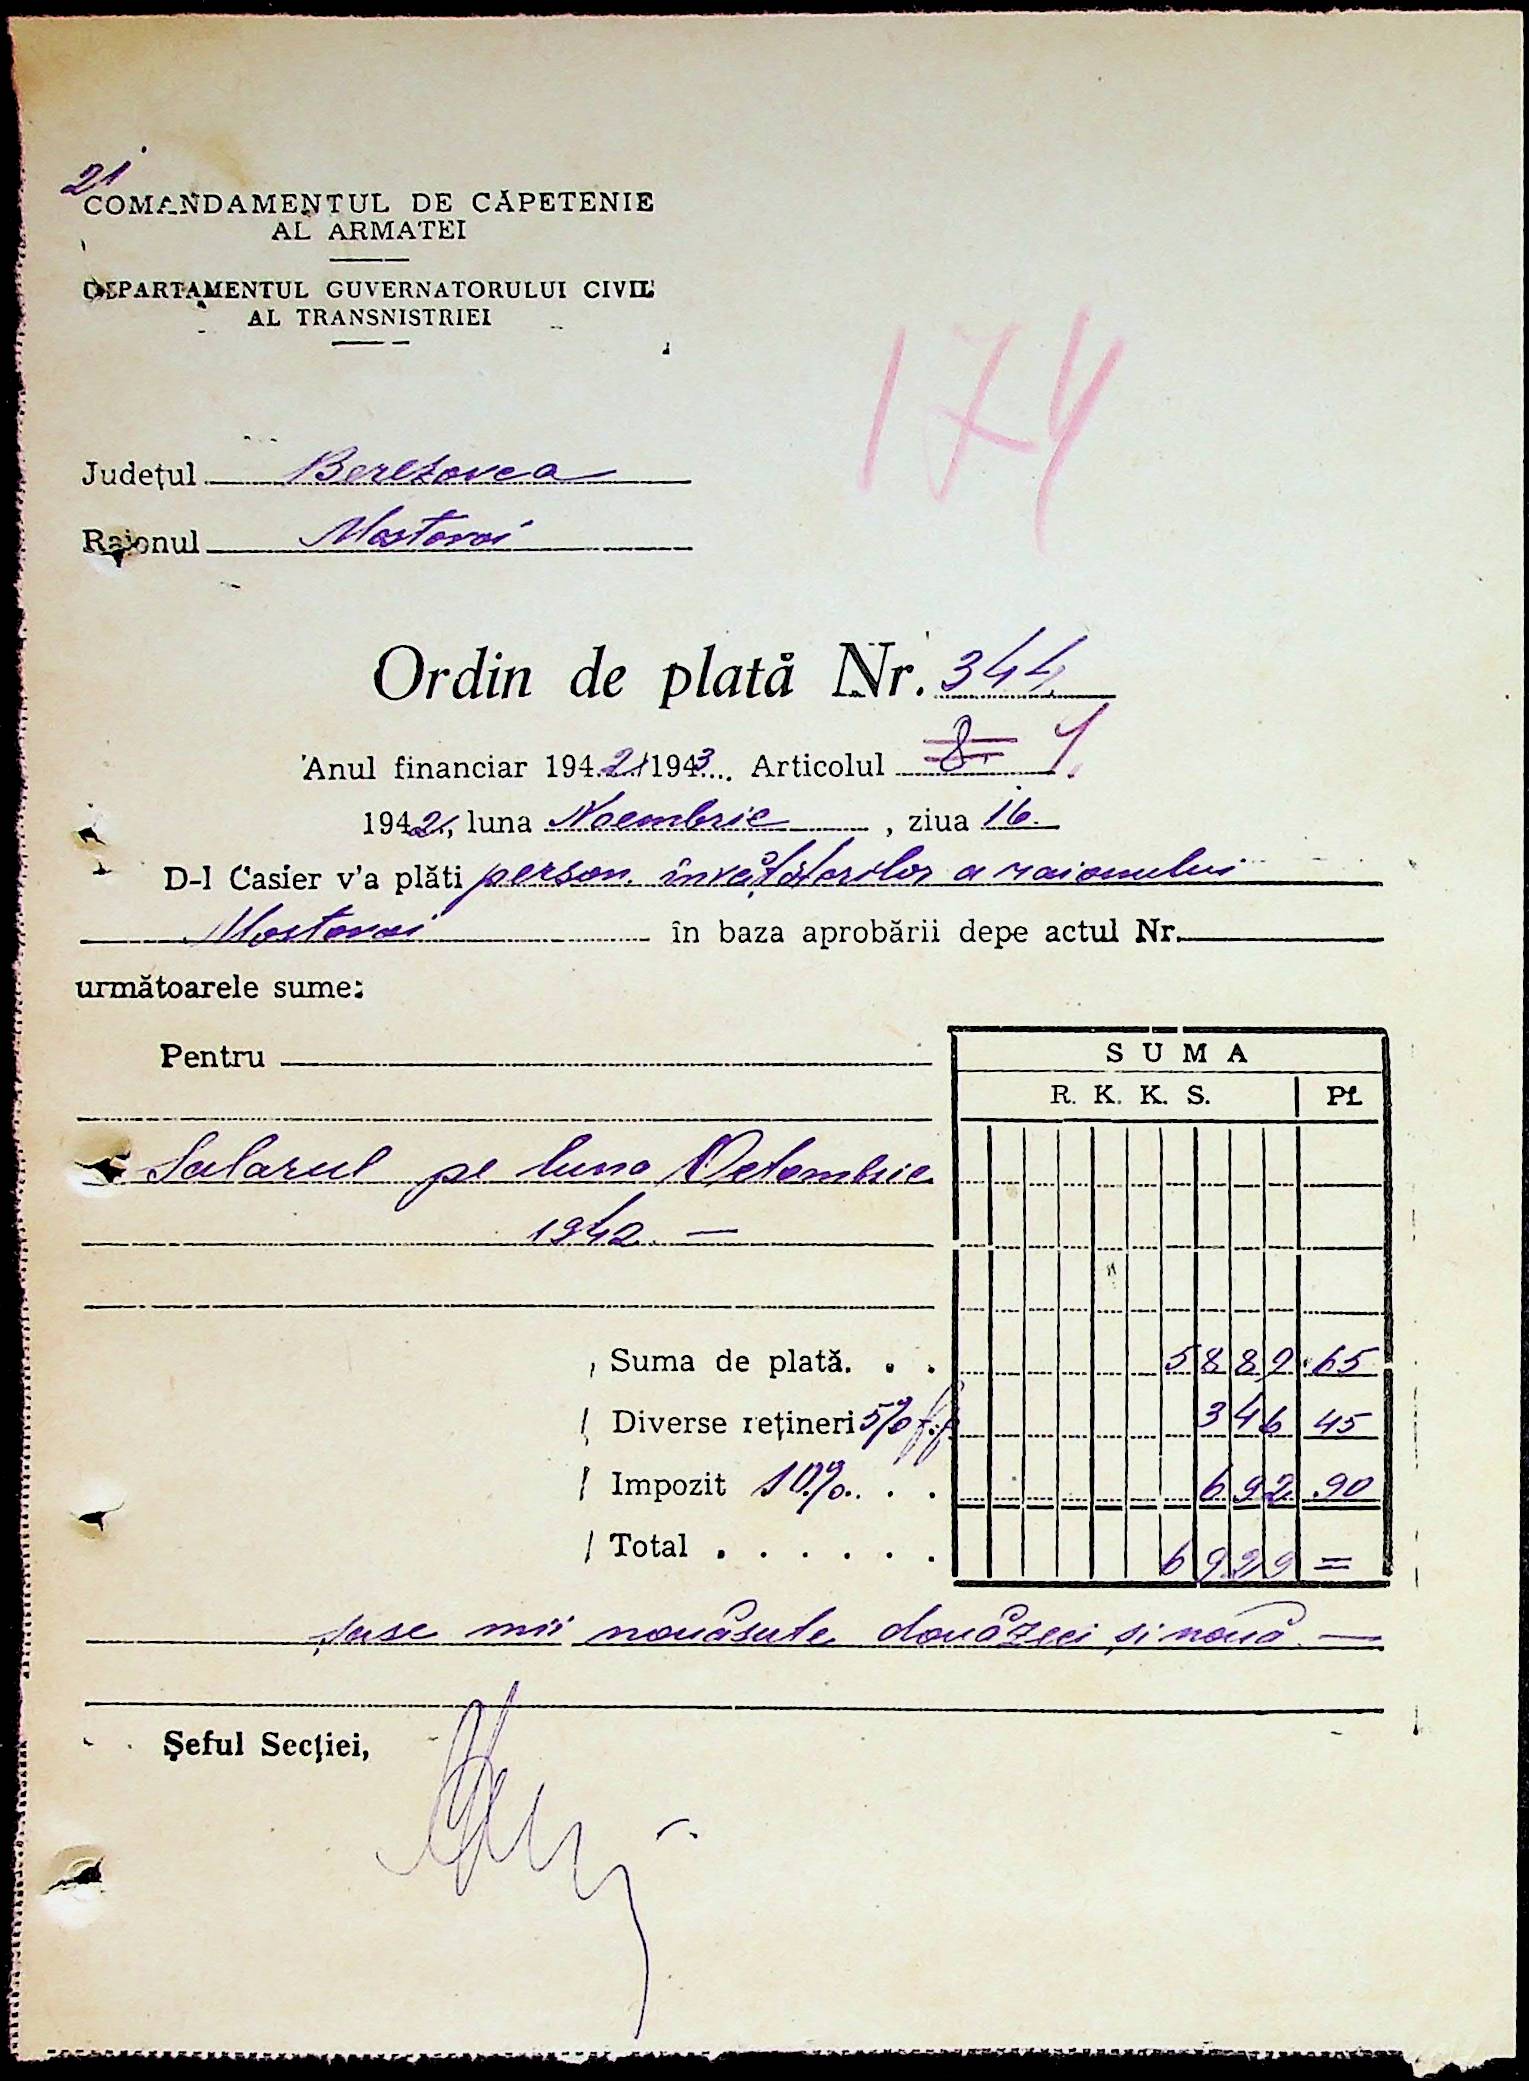 21
COMANDAMENTUL DE CĂPETENIE
AL ARMATEI
DEPARTAMENTUL GUVERNATORULUI CIVIL
AL TRANSNISTRIEI
174
Județul Berezovca
Raionul Mostovoi
Ordin de plată Nr. 344
Anul financiar 1942/1943... Articolul 8. 1.
1942, luna Noembrie, ziua 16.
D-l Casier v'a plăti person. învățătorilor a raionului
Mostovoi în baza aprobării depe actul Nr.
următoarele sume:
Pentru
SUMA
R. K. K. S. Pf.
Salarul pe luna Octombrie
1942. —
Suma de plată. . . 5889 65
Diverse rețineri 5% 346 45
Impozit 10% . . . 692 90
Total . . . . . . 6929 =
șase mii nouăsute douăzeci și nouă —
Șeful Secției,